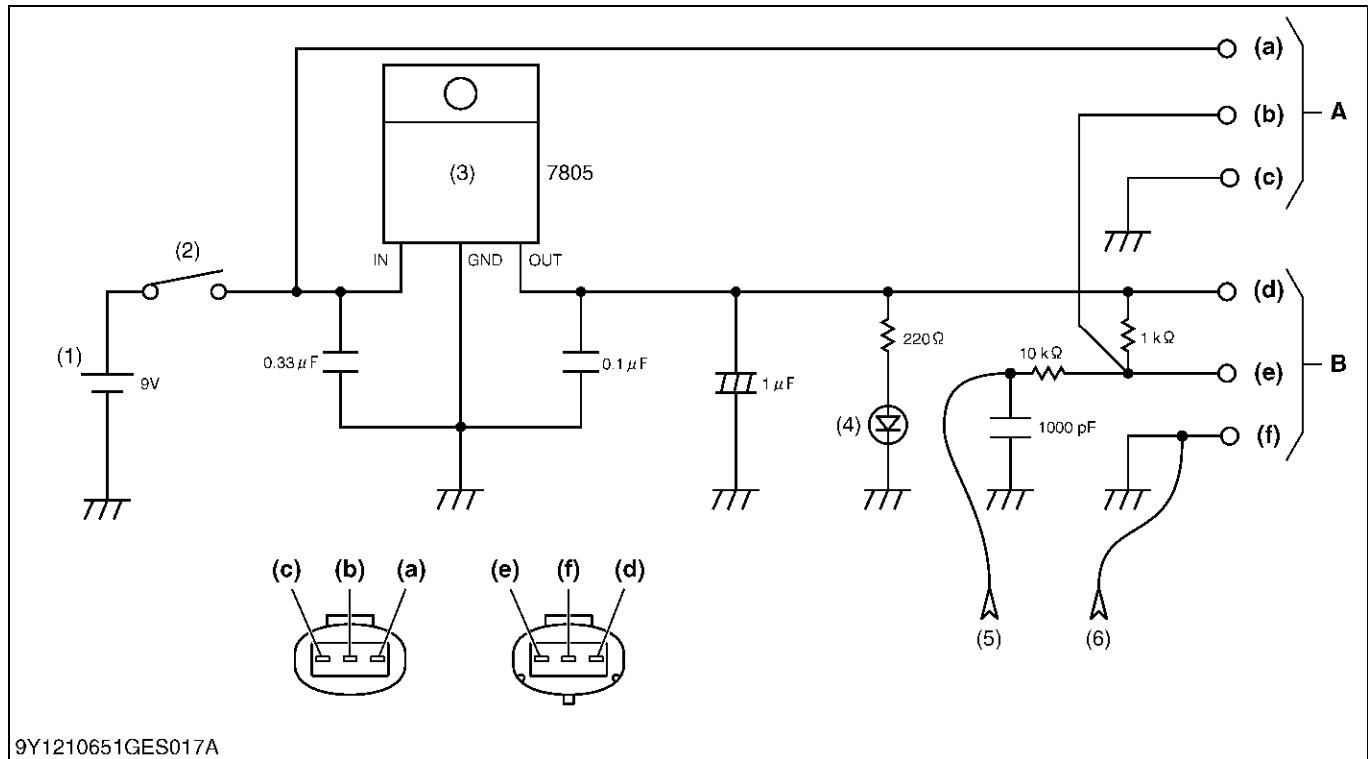 (a)
(b)
A
(c)
(3)
7805
(2)
IN
GND
OUT
(d)
(1)
9V
0.33 μF
0.1 μF
1 μF
220Ω
10 kΩ
1 kΩ
(e)
B
(4)
1000 pF
(f)
(c) (b) (a)
(e) (f) (d)
(5)
(6)
9Y1210651GES017A